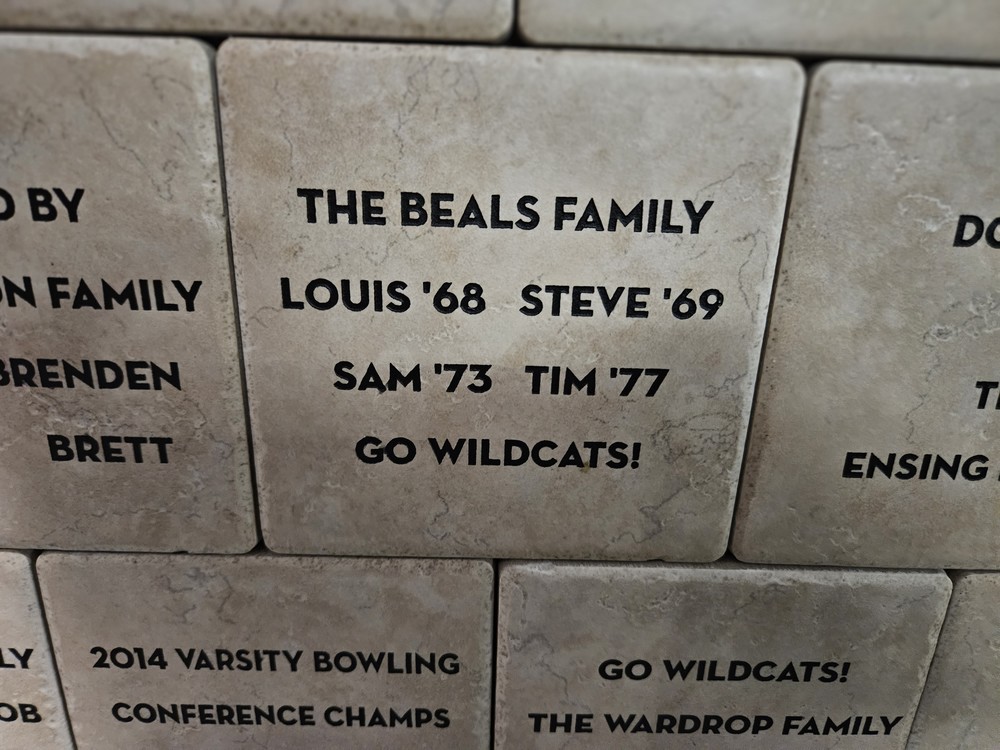 BY
FAMILY
BRENDEN
BRETT
THE BEALS FAMILY
LOUIS '68 STEVE '69
SAM '73 TIM '77
GO WILDCATS!
ENSING
2014 VARSITY BOWLING
CONFERENCE CHAMPS
GO WILDCATS!
THE WARDROP FAMILY